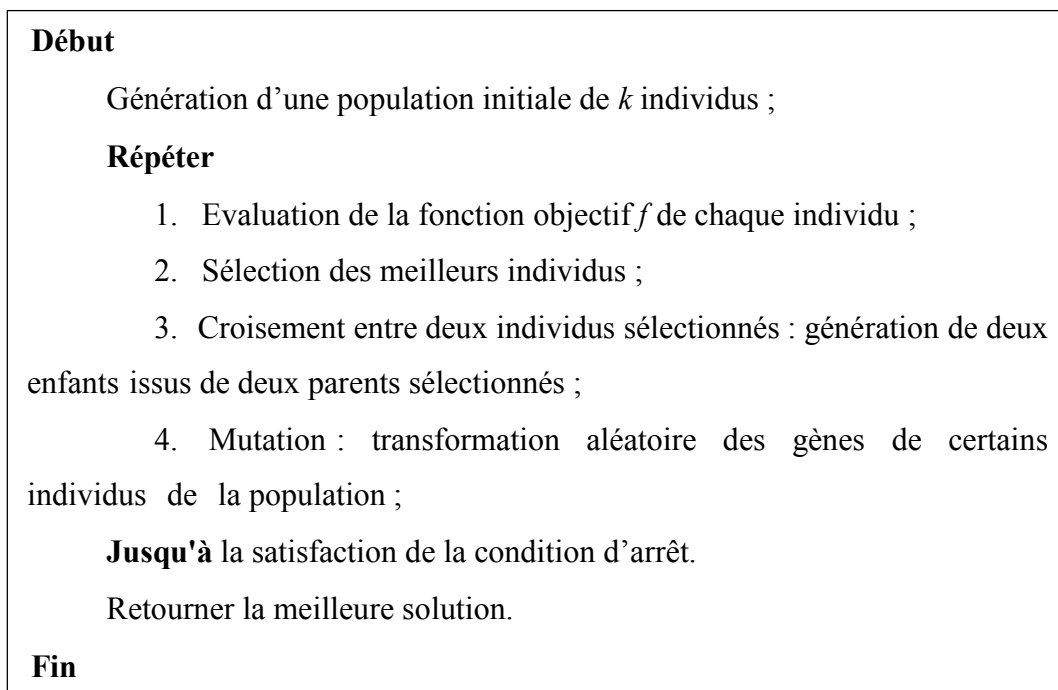 Début
Génération d’une population initiale de k individus ;
Répéter
1. Evaluation de la fonction objectif f de chaque individu ;
2. Sélection des meilleurs individus ;
3. Croisement entre deux individus sélectionnés : génération de deux
enfants issus de deux parents sélectionnés ;
4. Mutation : transformation aléatoire des gènes de certains
individus de la population ;
Jusqu'à la satisfaction de la condition d’arrêt.
Retourner la meilleure solution.
Fin